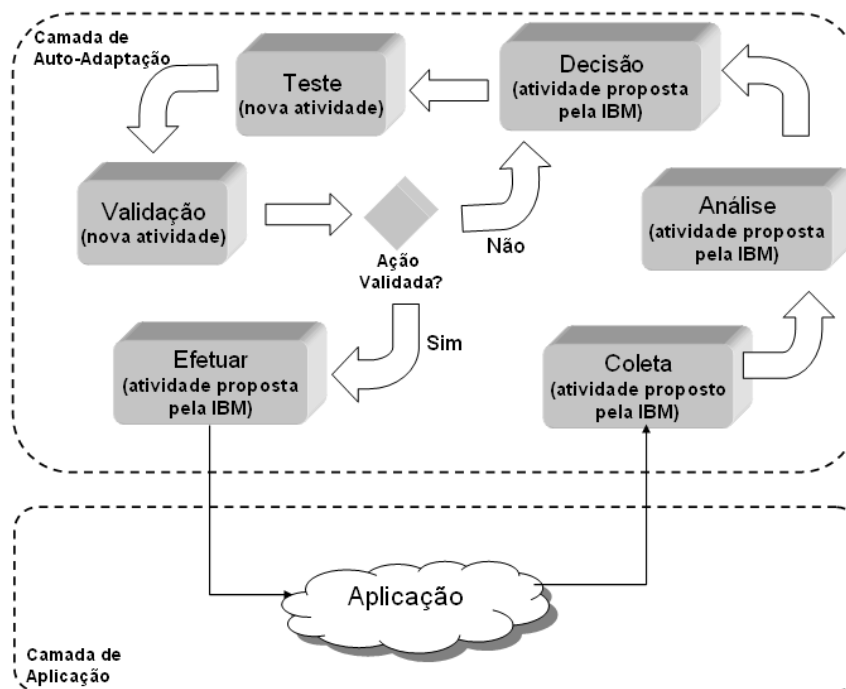 Camada de
Auto-Adaptação
Teste
(nova atividade)
Decisão
(atividade proposta
pela IBM)
Validação
(nova atividade)
Ação
Validada?
Não
Análise
(atividade proposta
pela IBM)
Sim
Efetuar
(atividade proposta
pela IBM)
Coleta
(atividade proposto
pela IBM)
Aplicação
Camada de
Aplicação